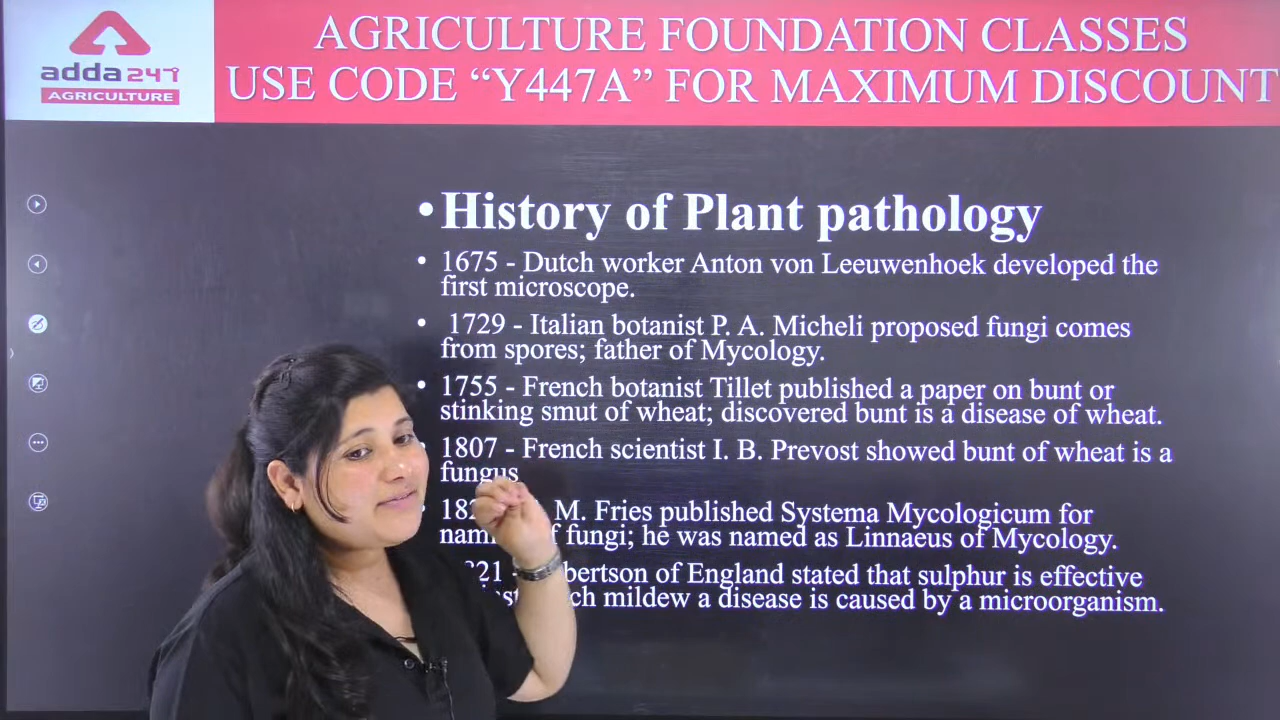 adda247
AGRICULTURE
AGRICULTURE FOUNDATION CLASSES
USE CODE “Y447A” FOR MAXIMUM DISCOUNT
•History of Plant pathology
• 1675 - Dutch worker Anton von Leeuwenhoek developed the
first microscope.
• 1729 - Italian botanist P. A. Micheli proposed fungi comes
from spores; father of Mycology.
• 1755 - French botanist Tillet published a paper on bunt or
stinking smut of wheat; discovered bunt is a disease of wheat.
1807 - French scientist I. B. Prevost showed bunt of wheat is a
fungus
M. Fries published Systema Mycologicum for
fungi; he was named as Linnaeus of Mycology.
of England stated that sulphur is effective
mildew a disease is caused by a microorganism.